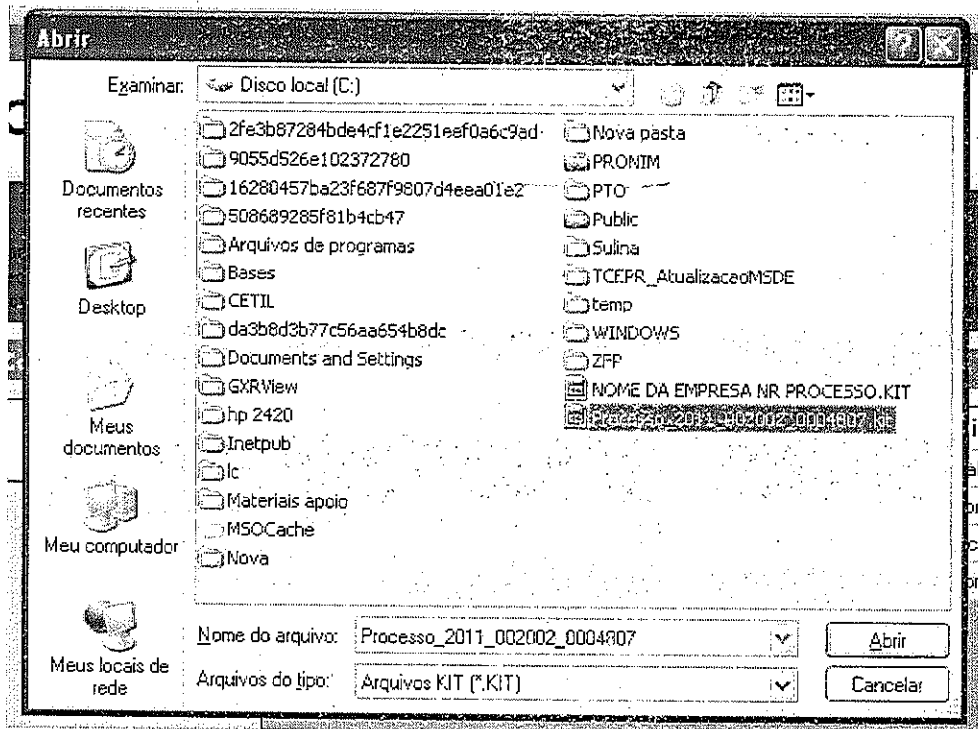 Abrir
Examinar: Disco local (C:)
Documentos recentes
Desktop
Meus documentos
Meu computador
Meus locais de rede
2fe3b87284bde4cf1e2251eef0a6c9ad
9055d526e102372780
16280457ba23f687f9807d4eea01e2
508689285f81b4cb47
Arquivos de programas
Bases
CETIL
da3b8d3b77c56aa654b8dc
Documents and Settings
GXRView
hp 2420
Inetpub
lc
Materiais apoio
MSOCache
Nova
Nova pasta
PRONIM
PTO
Public
Sulina
TCEPR_AtualizacaoMSDE
temp
WINDOWS
ZFP
NOME DA EMPRESA NR PROCESSO.KIT
Nome do arquivo: Processo_2011_002002_0004807
Abrir
Arquivos do tipo: Arquivos KIT (*.KIT)
Cancelar